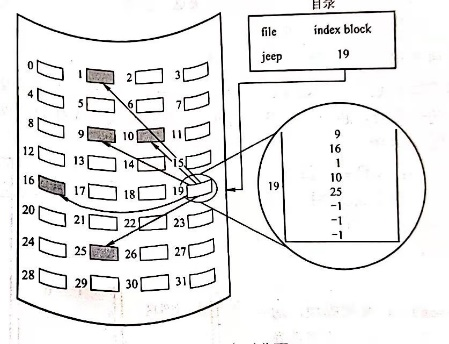 目录
file index block
jeep 19
0 1 2 3
4 5 6 7
8 9 10 11
12 13 14 15
16 17 18 19
20 21 22 23
24 25 26 27
28 29 30 31
19
9
16
1
10
25
-1
-1
-1